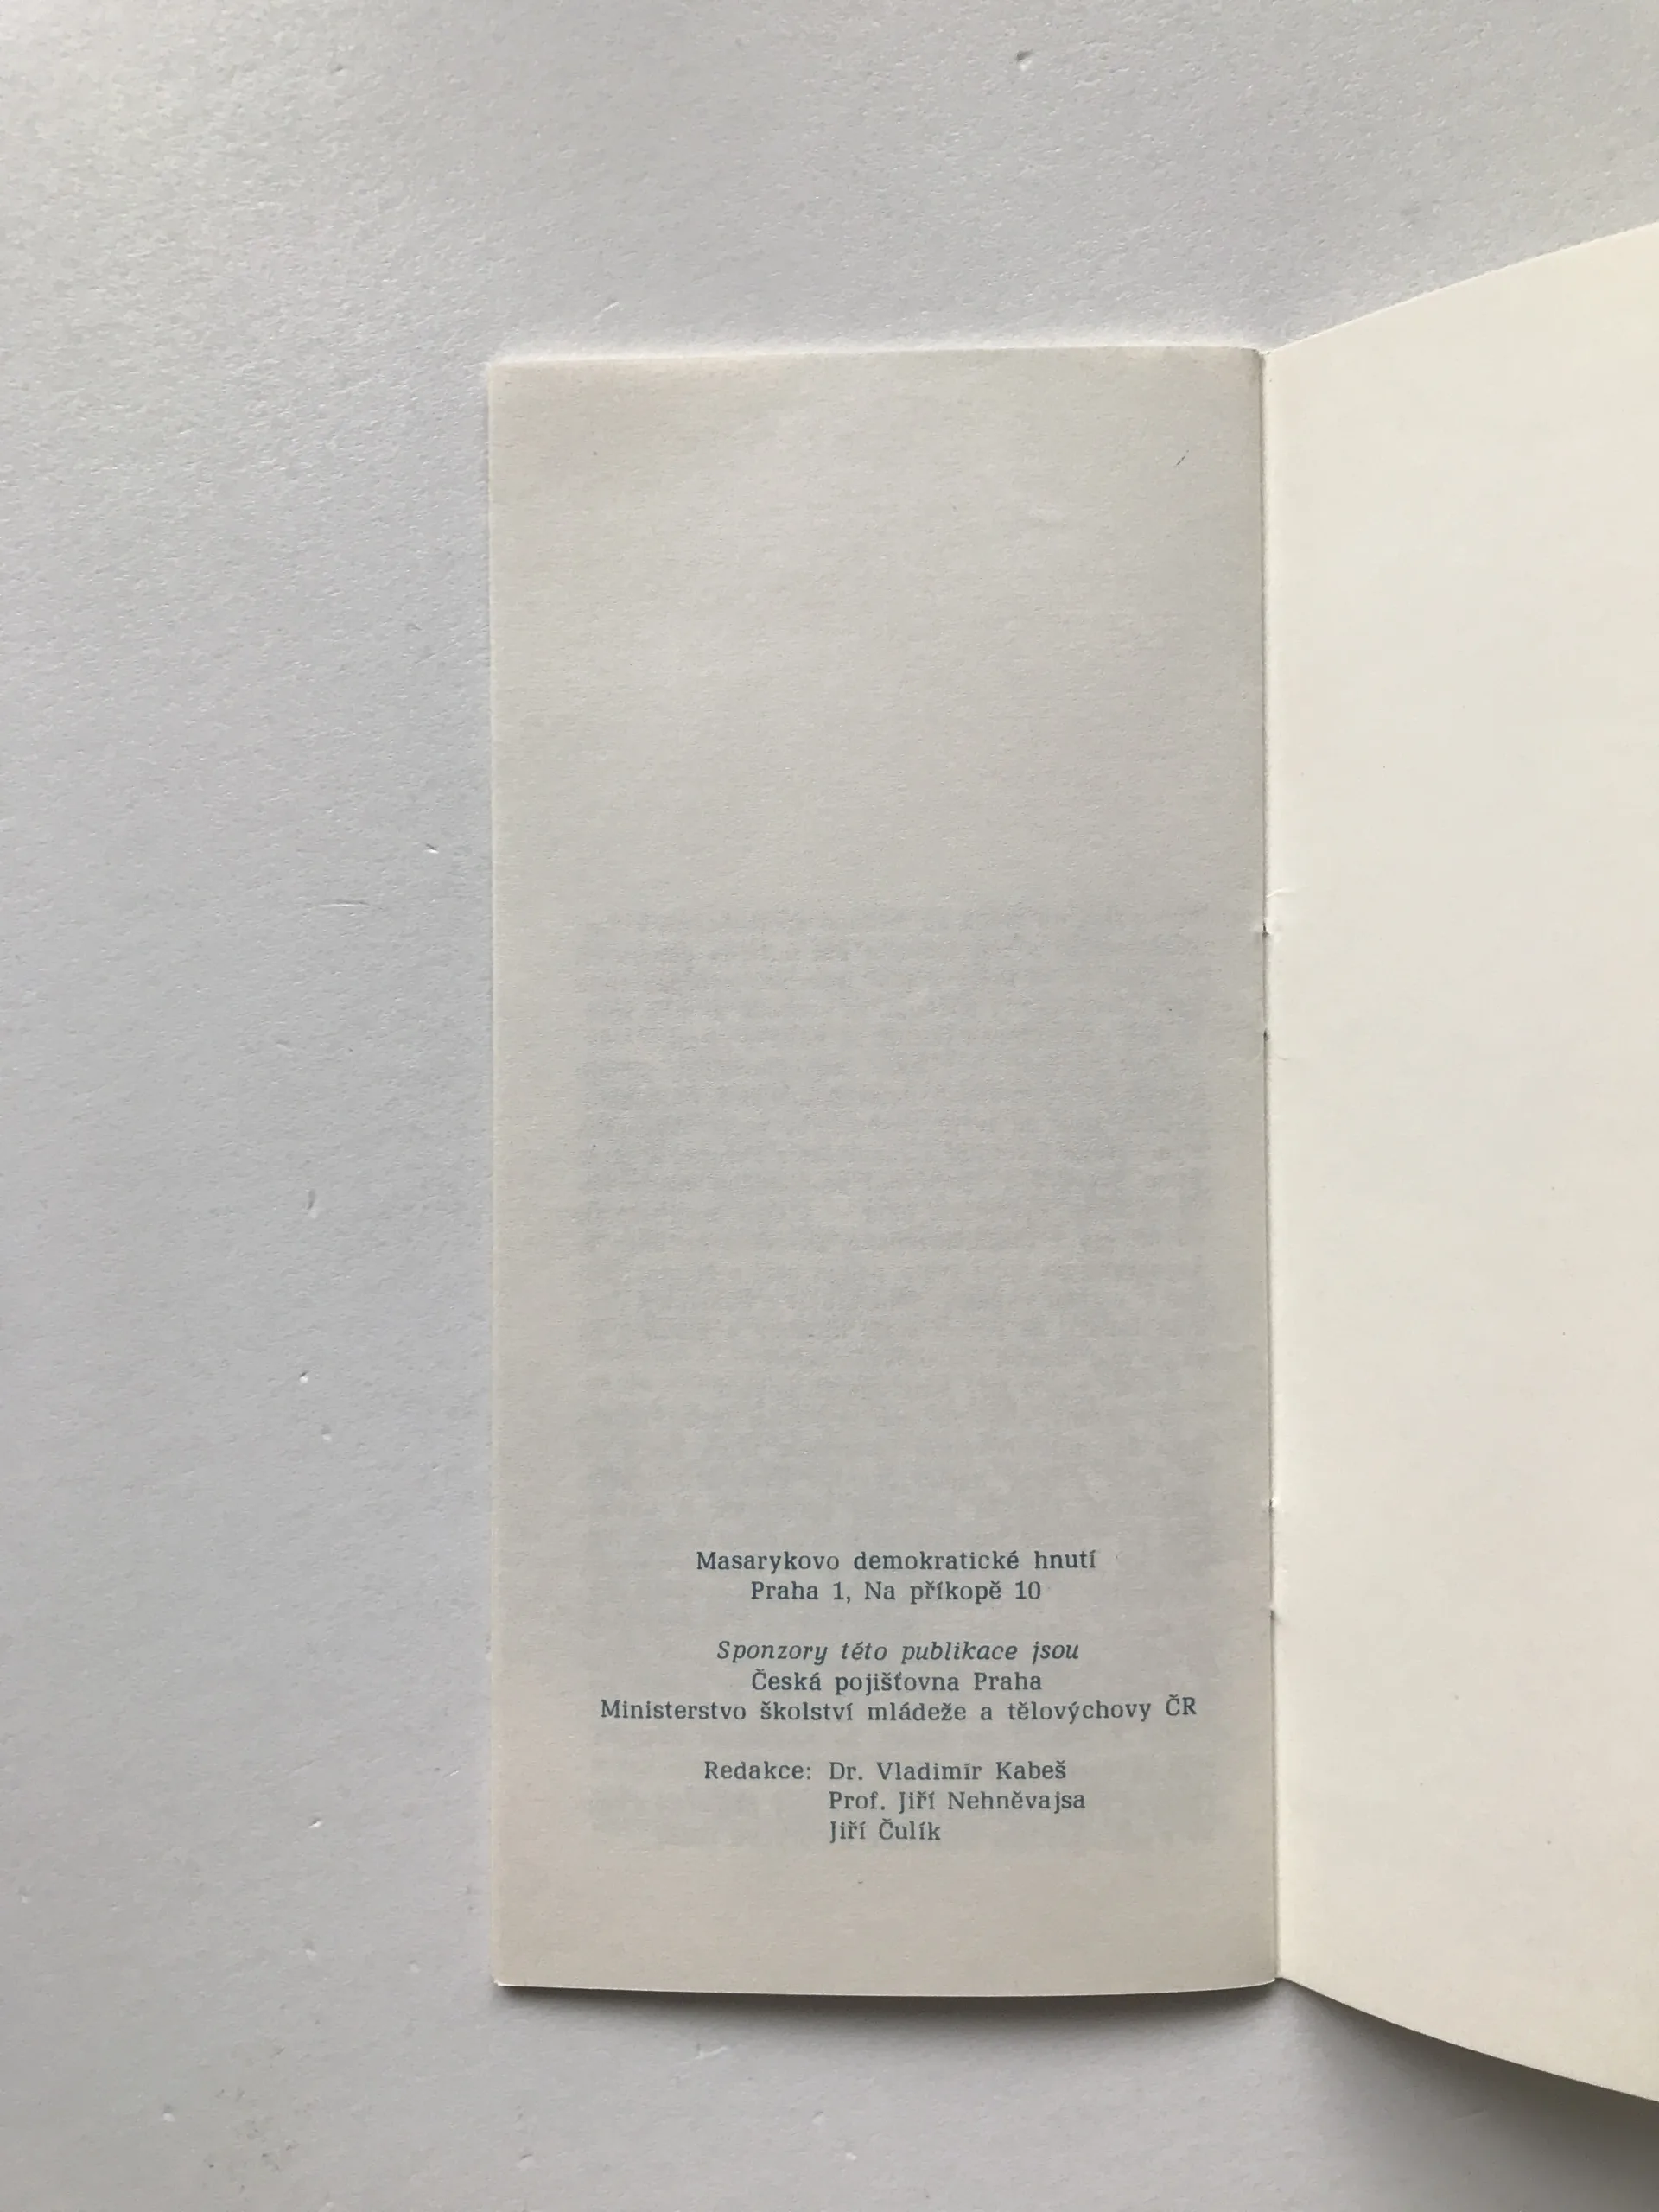 Masarykovo demokratické hnutí
Praha 1, Na příkopě 10
Sponzory této publikace jsou
Česká pojišťovna Praha
Ministerstvo školství mládeže a tělovýchovy ČR
Redakce: Dr. Vladimír Kabeš
Prof. Jiří Nehněvajsa
Jiří Čulík